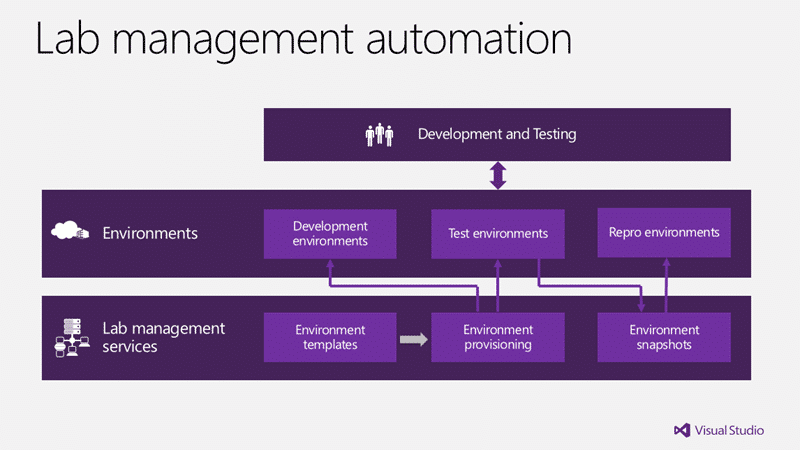 Lab management automation
Development and Testing
Environments
Development
environments
Test environments
Repro environments
Lab management
services
Environment
templates
Environment
provisioning
Environment
snapshots
Visual Studio